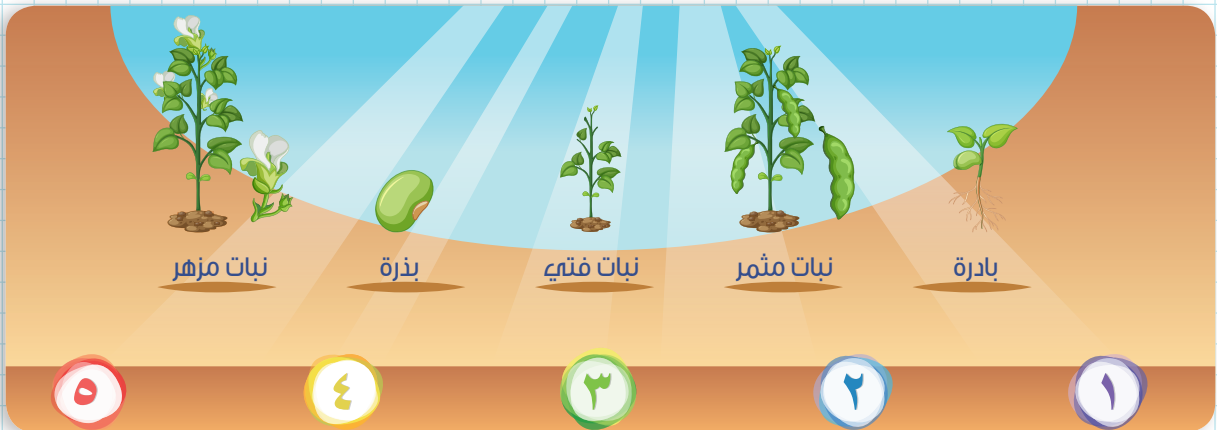 بادرة نبات مثمر نبات فتي بذرة نبات مزهر
١ ٢ ٣ ٤ ٥